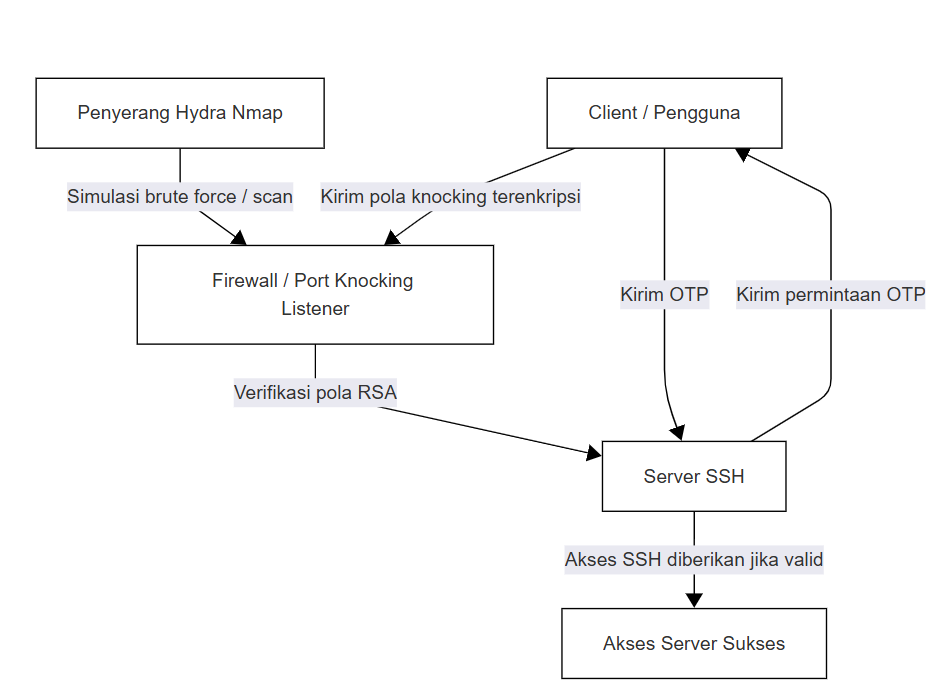 Penyerang Hydra Nmap
Client / Pengguna
Simulasi brute force / scan
Kirim pola knocking terenkripsi
Firewall / Port Knocking
Listener
Kirim OTP
Kirim permintaan OTP
Verifikasi pola RSA
Server SSH
Akses SSH diberikan jika valid
Akses Server Sukses